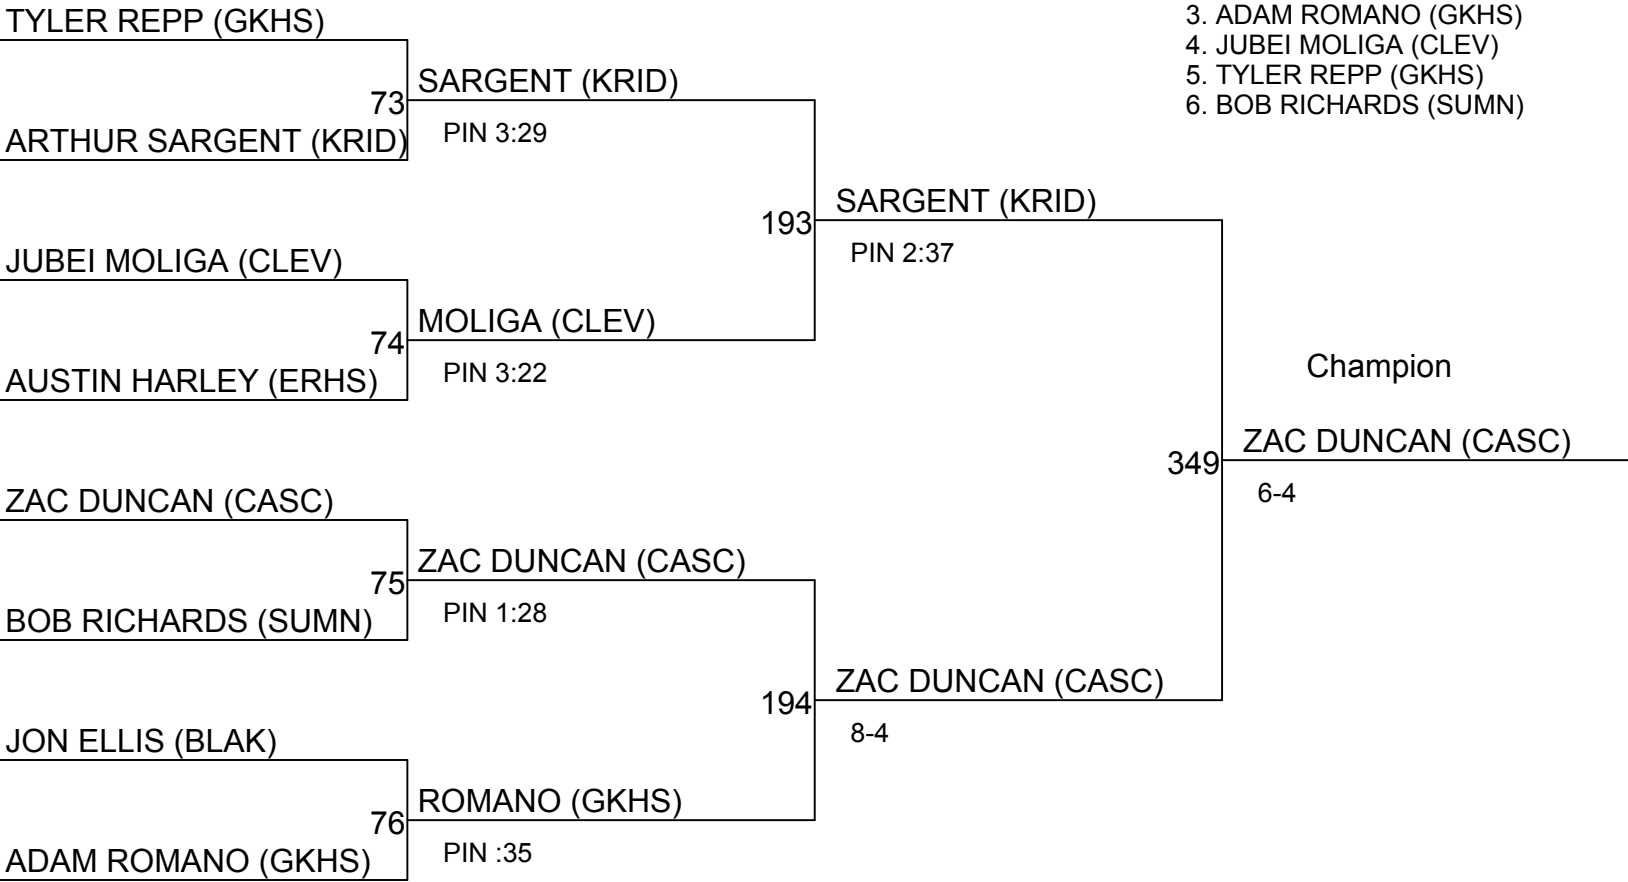 TYLER REPP (GKHS)
3. ADAM ROMANO (GKHS)
4. JUBEI MOLIGA (CLEV)
5. TYLER REPP (GKHS)
6. BOB RICHARDS (SUMN)
SARGENT (KRID)
73
PIN 3:29
ARTHUR SARGENT (KRID)
SARGENT (KRID)
193
PIN 2:37
JUBEI MOLIGA (CLEV)
MOLIGA (CLEV)
74
PIN 3:22
AUSTIN HARLEY (ERHS)
Champion
ZAC DUNCAN (CASC)
349
6-4
ZAC DUNCAN (CASC)
ZAC DUNCAN (CASC)
75
PIN 1:28
BOB RICHARDS (SUMN)
ZAC DUNCAN (CASC)
194
8-4
JON ELLIS (BLAK)
ROMANO (GKHS)
76
PIN :35
ADAM ROMANO (GKHS)